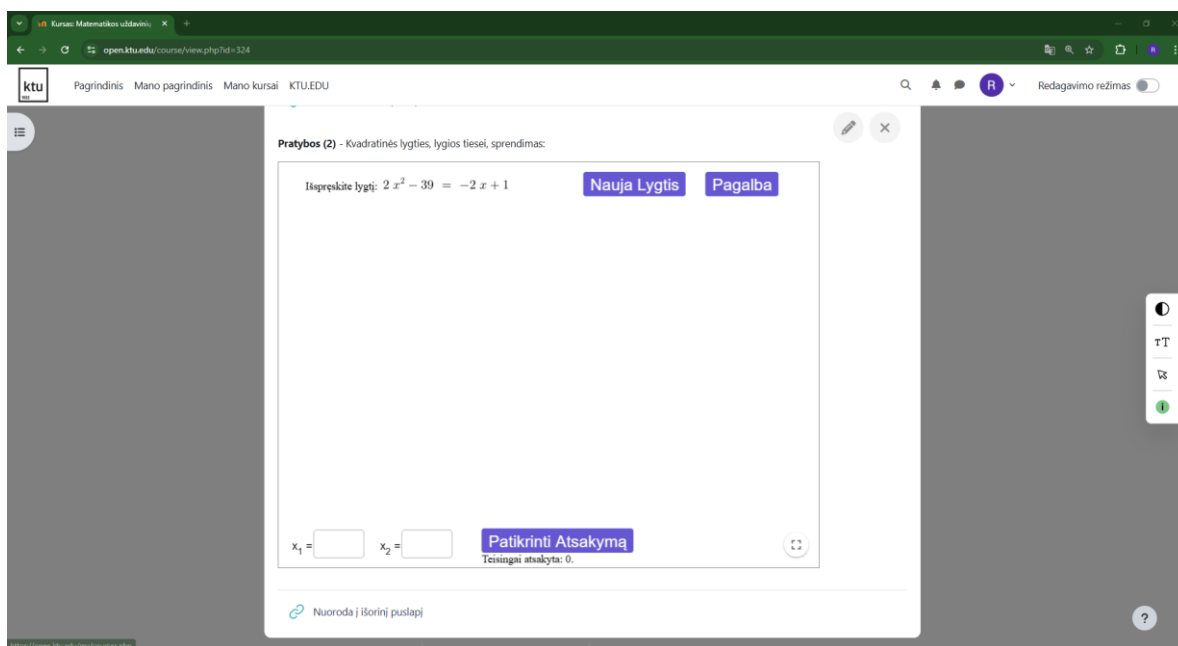 Kursas: Matematikos uždavinių
open.ktu.edu/course/view.php?id=324
ktu
Pagrindinis Mano pagrindinis Mano kursai KTU.EDU
R
Redagavimo režimas
Pratybos (2) - Kvadratinės lygties, lygios tiesei, sprendimas:
Išspręskite lygtį: 2 x² − 39 = −2 x + 1
Nauja Lygtis
Pagalba
x₁ =
x₂ =
Patikrinti Atsakymą
Teisingai atsakyta: 0.
Nuoroda į išorinį puslapį
тT
i
?